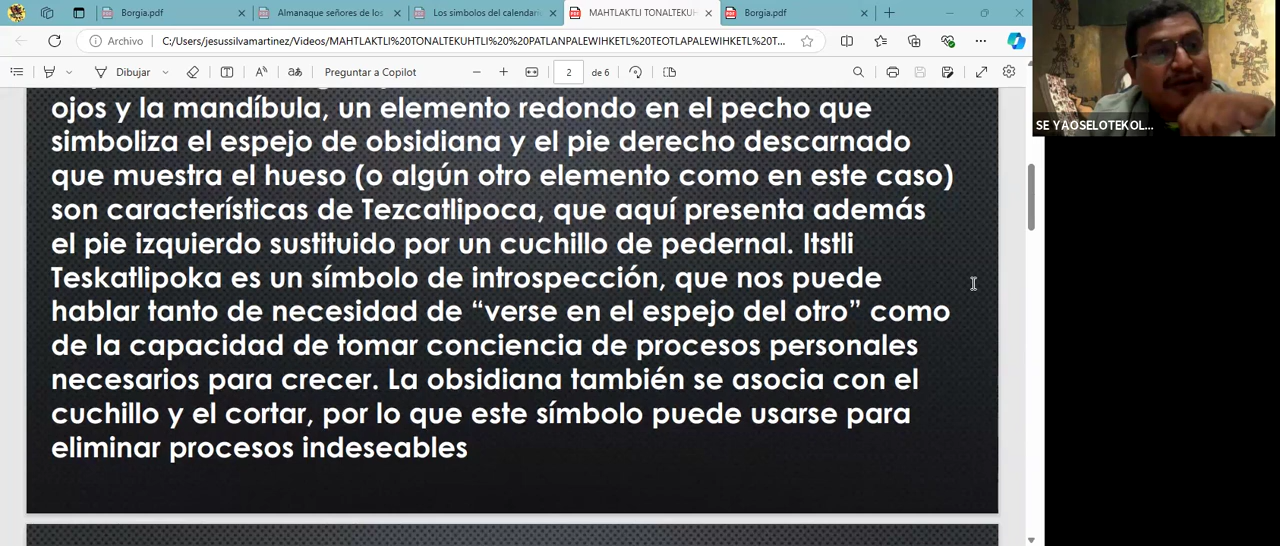 Borgia.pdf
Almanaque señores de los
Los simbolos del calendari
MAHTLAKTLI TONALTEKUH
Borgia.pdf
Archivo
C:/Users/jesussilvamartinez/Videos/MAHTLAKTLI%20TONALTEKUHTLI%20%20PATLANPALEWIHKETL%20TEOTLAPALEWIHKETL%20T...
Dibujar
Preguntar a Copilot
2 de 6
ojos y la mandíbula, un elemento redondo en el pecho que
simboliza el espejo de obsidiana y el pie derecho descarnado
que muestra el hueso (o algún otro elemento como en este caso)
son características de Tezcatlipoca, que aquí presenta además
el pie izquierdo sustituido por un cuchillo de pedernal. Itstli
Teskatlipoka es un símbolo de introspección, que nos puede
hablar tanto de necesidad de “verse en el espejo del otro” como
de la capacidad de tomar conciencia de procesos personales
necesarios para crecer. La obsidiana también se asocia con el
cuchillo y el cortar, por lo que este símbolo puede usarse para
eliminar procesos indeseables
SE YAOSELOTEKOL...